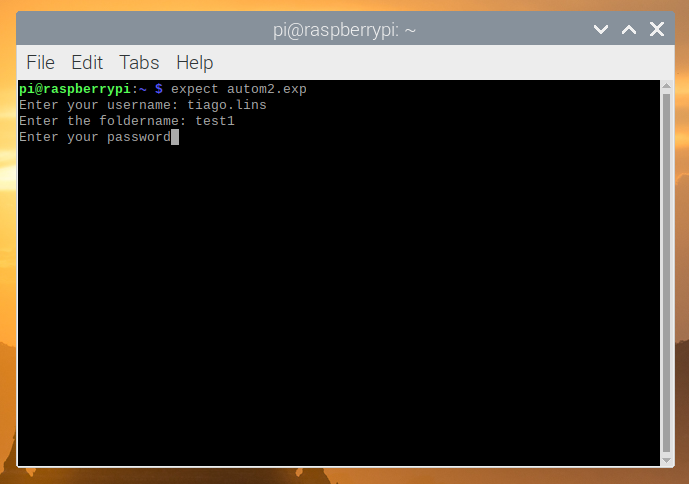 pi@raspberrypi: ~
File Edit Tabs Help
pi@raspberrypi:~ $ expect autom2.exp
Enter your username: tiago.lins
Enter the foldername: test1
Enter your password